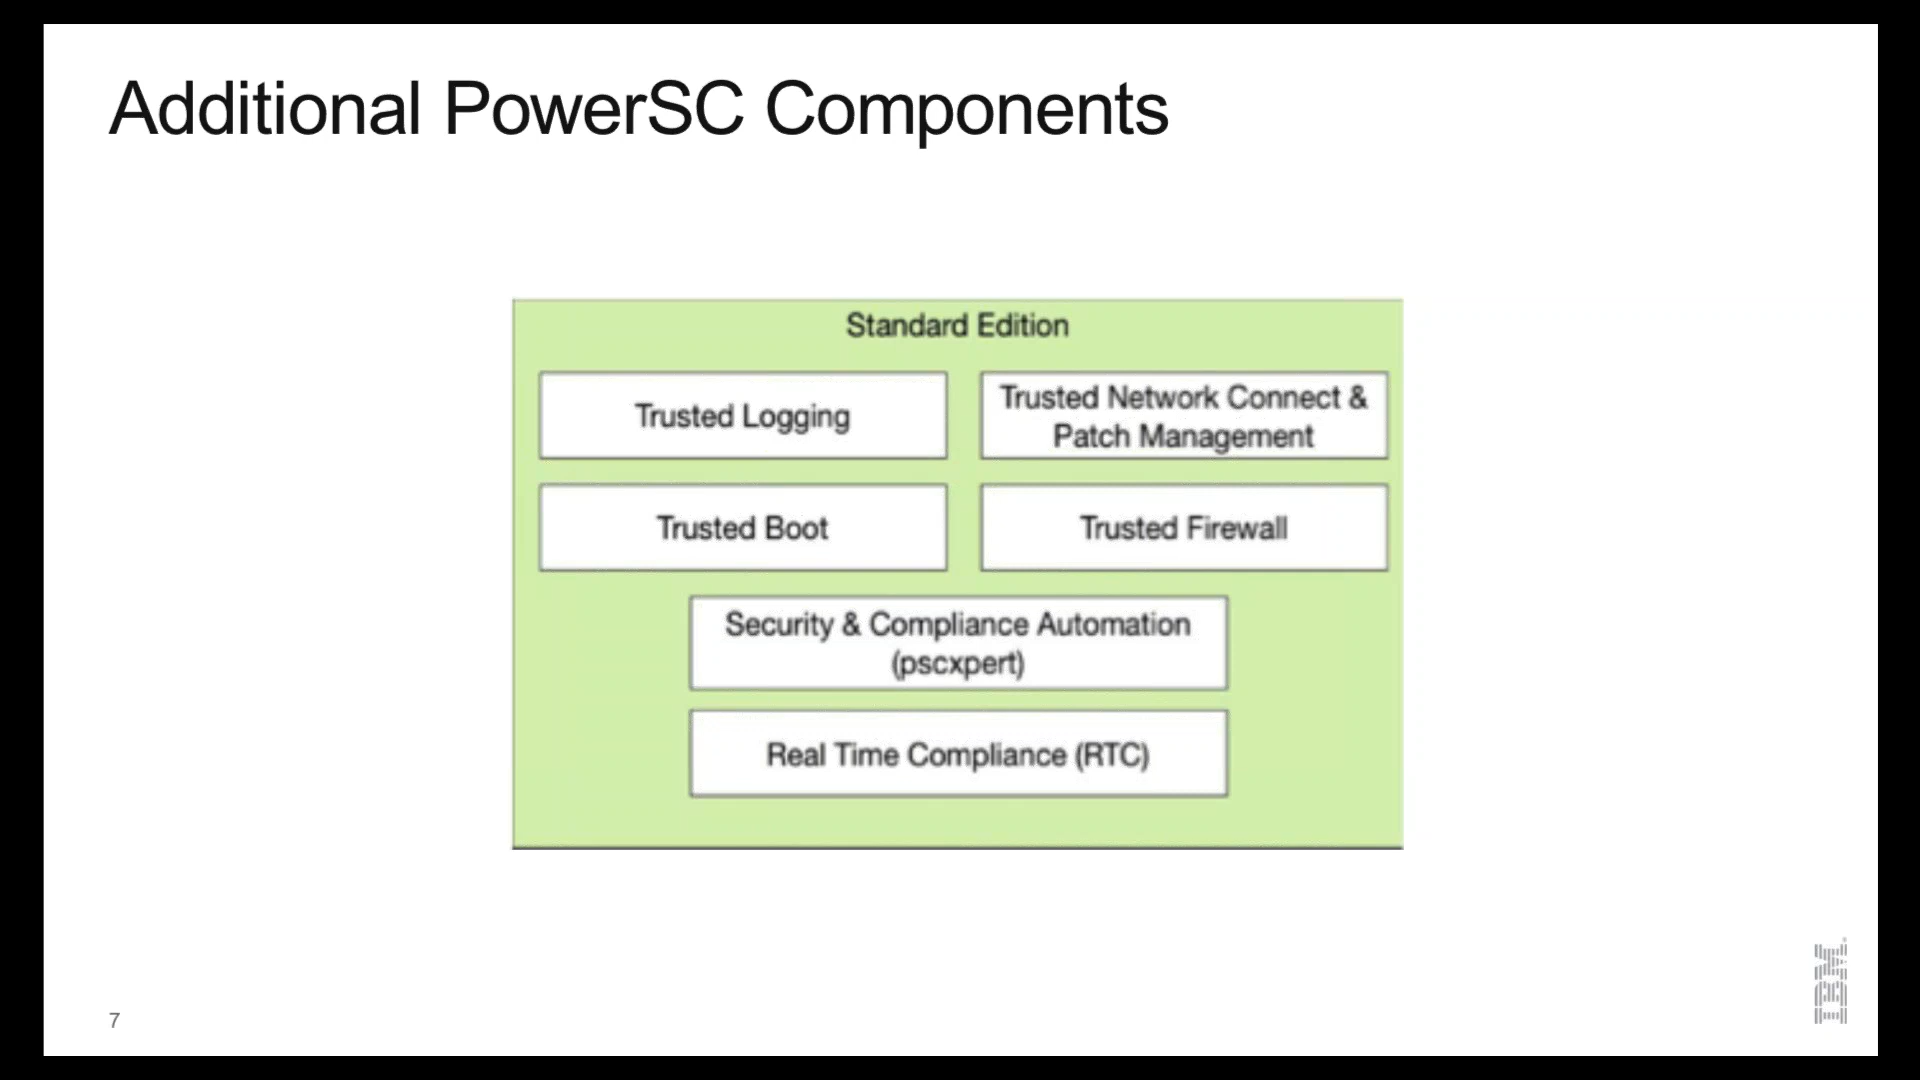 Additional PowerSC Components
Standard Edition
Trusted Logging
Trusted Network Connect &
Patch Management
Trusted Boot
Trusted Firewall
Security & Compliance Automation
(pscxpert)
Real Time Compliance (RTC)
7
IBM